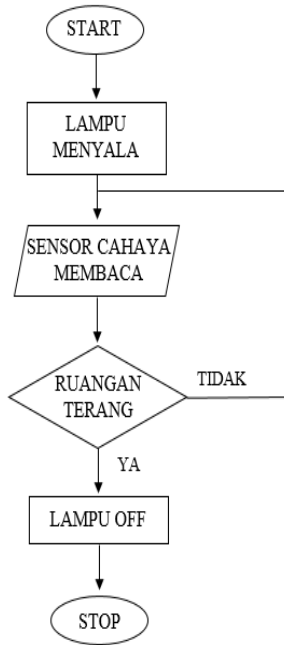 START
LAMPU
MENYALA
SENSOR CAHAYA
MEMBACA
RUANGAN
TERANG
TIDAK
YA
LAMPU OFF
STOP